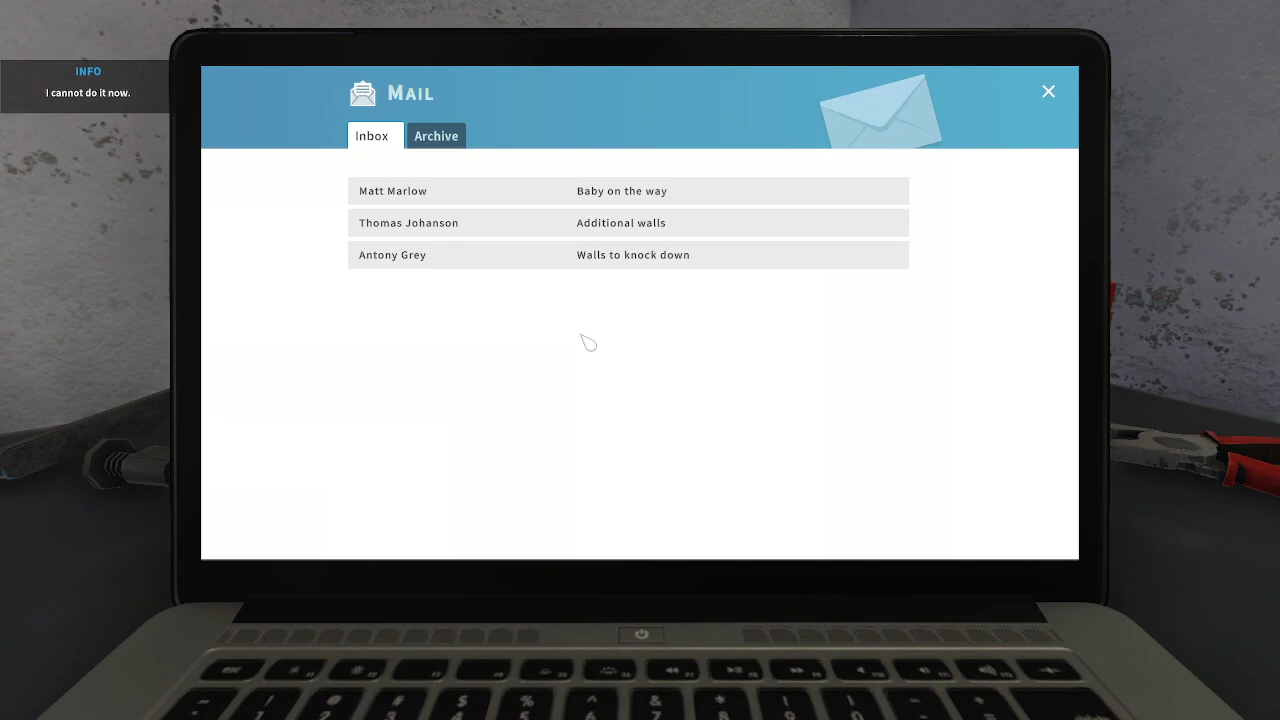 INFO
I cannot do it now.
MAIL
Inbox
Archive
Matt Marlow Baby on the way
Thomas Johanson Additional walls
Antony Grey Walls to knock down
esc